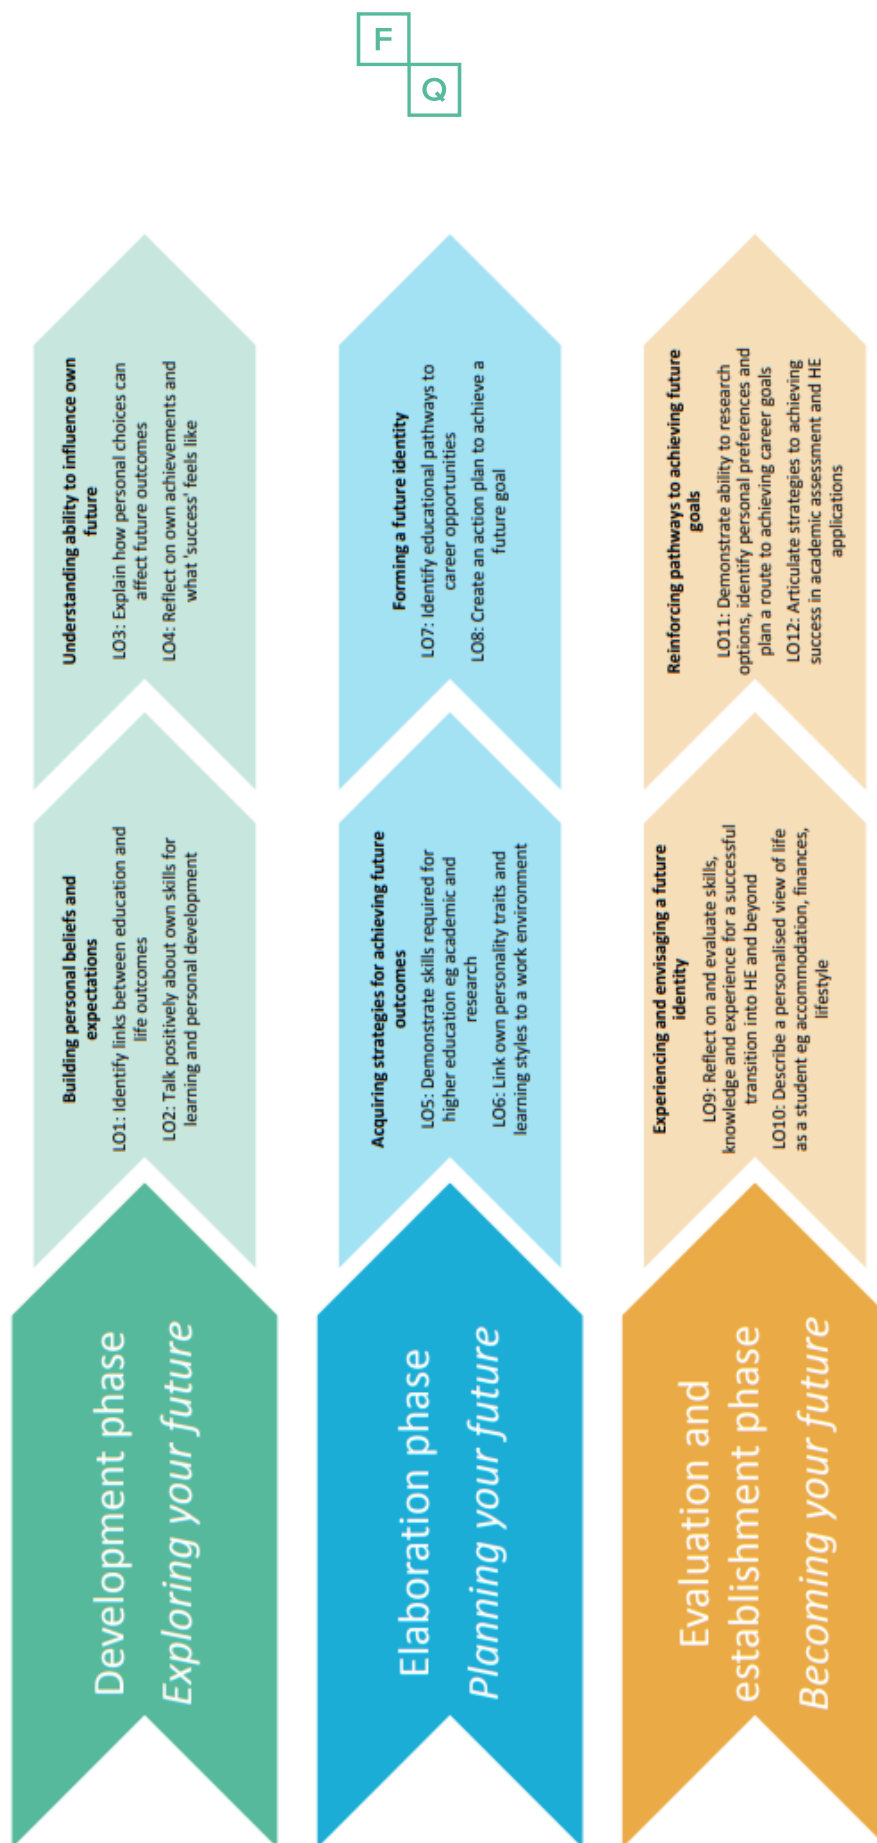 F
Q
Development phase
Exploring your future
Building personal beliefs and
expectations
LO1: Identify links between education and
life outcomes
LO2: Talk positively about own skills for
learning and personal development
Understanding ability to influence own
future
LO3: Explain how personal choices can
affect future outcomes
LO4: Reflect on own achievements and
what 'success' feels like
Elaboration phase
Planning your future
Acquiring strategies for achieving future
outcomes
LO5: Demonstrate skills required for
higher education eg academic and
research
LO6: Link own personality traits and
learning styles to a work environment
Forming a future identity
LO7: Identify educational pathways to
career opportunities
LO8: Create an action plan to achieve a
future goal
Evaluation and
establishment phase
Becoming your future
Experiencing and envisaging a future
identity
LO9: Reflect on and evaluate skills,
knowledge and experience for a successful
transition into HE and beyond
LO10: Describe a personalised view of life
as a student eg accommodation, finances,
lifestyle
Reinforcing pathways to achieving future
goals
LO11: Demonstrate ability to research
options, identify personal preferences and
plan a route to achieving career goals
LO12: Articulate strategies to achieving
success in academic assessment and HE
applications